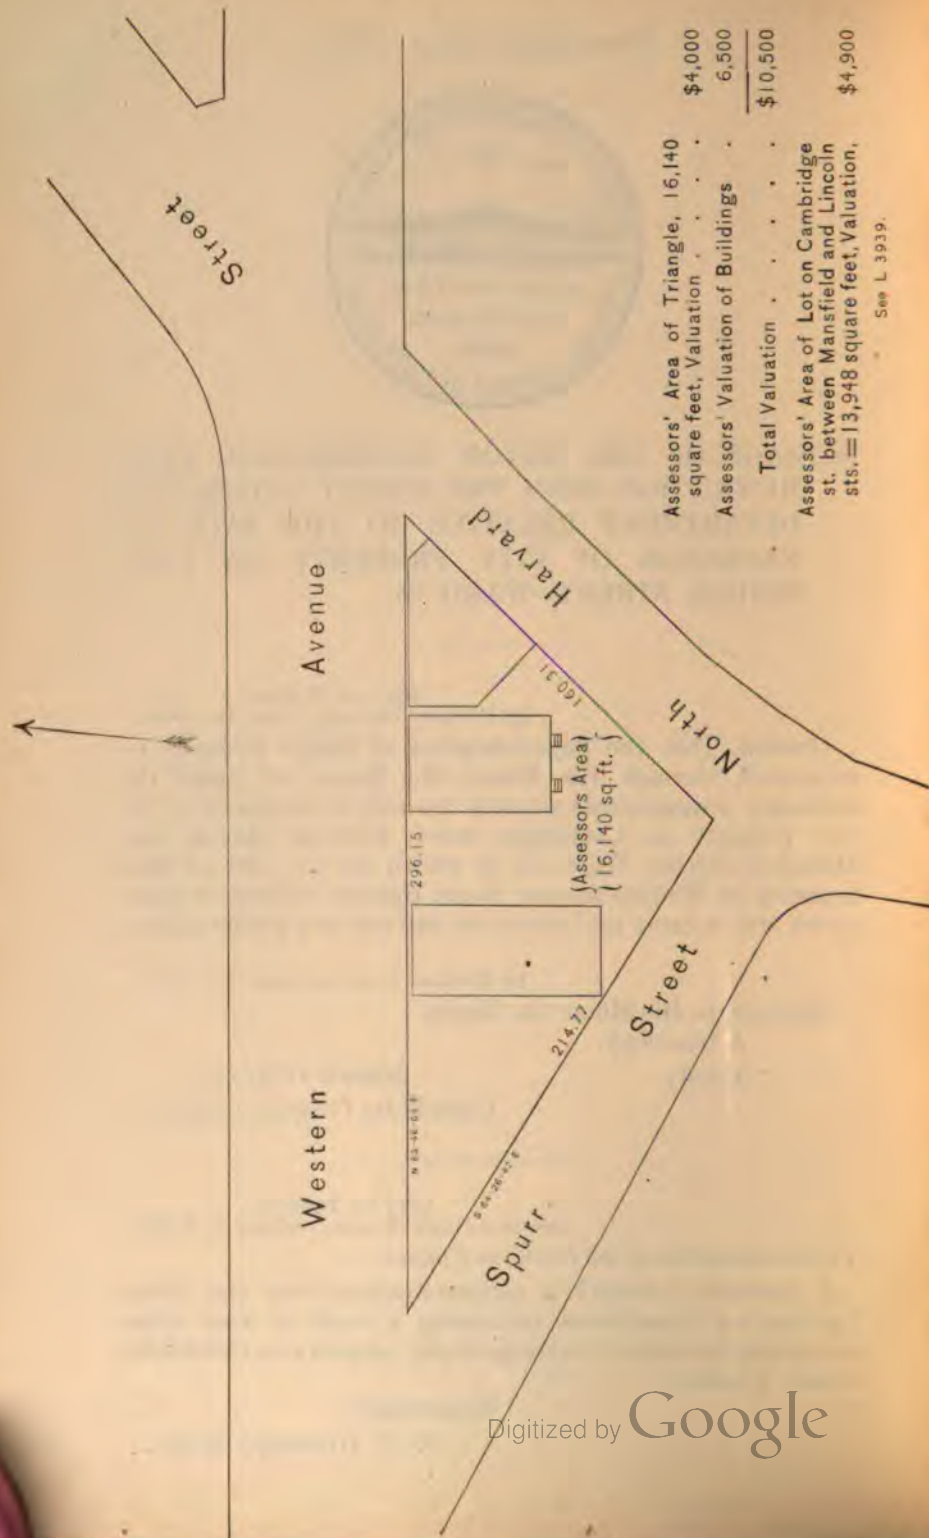 Western Avenue
North Harvard Street
Spurr Street
296.15
160.31
214.77
(Assessors Area)
16,140 sq.ft.
Assessors' Area of Triangle, 16,140
square feet, Valuation . . . . $4,000
Assessors' Valuation of Buildings . 6,500
Total Valuation . . . . . $10,500
Assessors' Area of Lot on Cambridge
st. between Mansfield and Lincoln
sts. = 13,948 square feet, Valuation, $4,900
See L 3939.
Digitized by Google